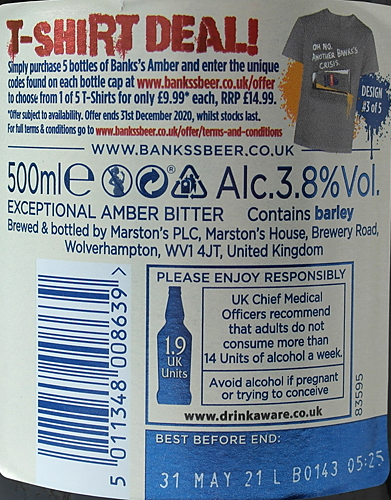 T-SHIRT DEAL!
Simply purchase 5 bottles of Banks's Amber and enter the unique
codes found on each bottle cap at www.bankssbeer.co.uk/offer
to choose from 1 of 5 T-Shirts for only £9.99* each, RRP £14.99.
*Offer subject to availability. Offer ends 31st December 2020, whilst stocks last.
For full terms & conditions go to www.bankssbeer.co.uk/offer/terms-and-conditions
OH NO,
ANOTHER BANKS'S
CRISIS.
DESIGN
#3 of 5
WWW.BANKSSBEER.CO.UK
500ml e Alc.3.8%Vol.
EXCEPTIONAL AMBER BITTER Contains barley
Brewed & bottled by Marston's PLC, Marston's House, Brewery Road,
Wolverhampton, WV1 4JT, United Kingdom
5 011348 008639 >
PLEASE ENJOY RESPONSIBLY
1.9
UK
Units
UK Chief Medical
Officers recommend
that adults do not
consume more than
14 Units of alcohol a week.
Avoid alcohol if pregnant
or trying to conceive
www.drinkaware.co.uk
83595
BEST BEFORE END:
31 MAY 21 L B0143 05:25